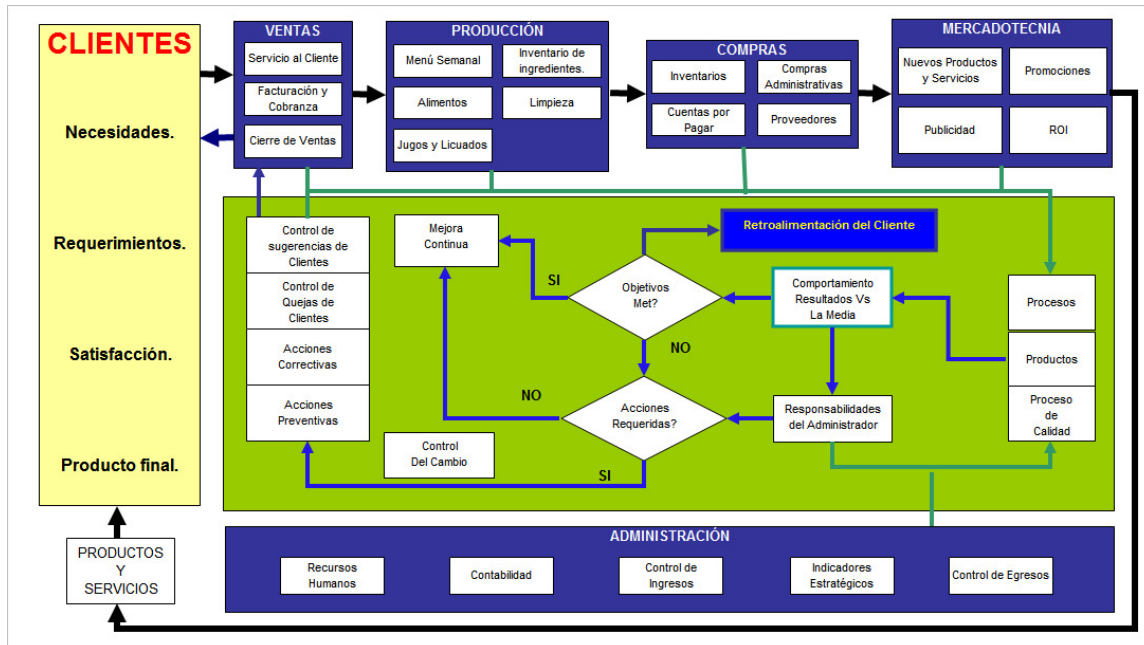 CLIENTES
Necesidades.
Requerimientos.
Satisfacción.
Producto final.
PRODUCTOS
Y
SERVICIOS
VENTAS
Servicio al Cliente
Facturación y
Cobranza
Cierre de Ventas
PRODUCCIÓN
Menú Semanal
Inventario de
ingredientes.
Alimentos
Limpieza
Jugos y Licuados
COMPRAS
Inventarios
Compras
Administrativas
Cuentas por
Pagar
Proveedores
MERCADOTECNIA
Nuevos Productos
y Servicios
Promociones
Publicidad
ROI
Control de
sugerencias de
Clientes
Control de
Quejas de
Clientes
Acciones
Correctivas
Acciones
Preventivas
Mejora
Continua
SI
Objetivos
Met?
Retroalimentación del Cliente
Comportamiento
Resultados Vs
La Media
Procesos
Productos
Proceso
de
Calidad
NO
NO
Acciones
Requeridas?
Responsabilidades
del Administrador
Control
Del Cambio
SI
ADMINISTRACIÓN
Recursos
Humanos
Contabilidad
Control de
Ingresos
Indicadores
Estratégicos
Control de Egresos